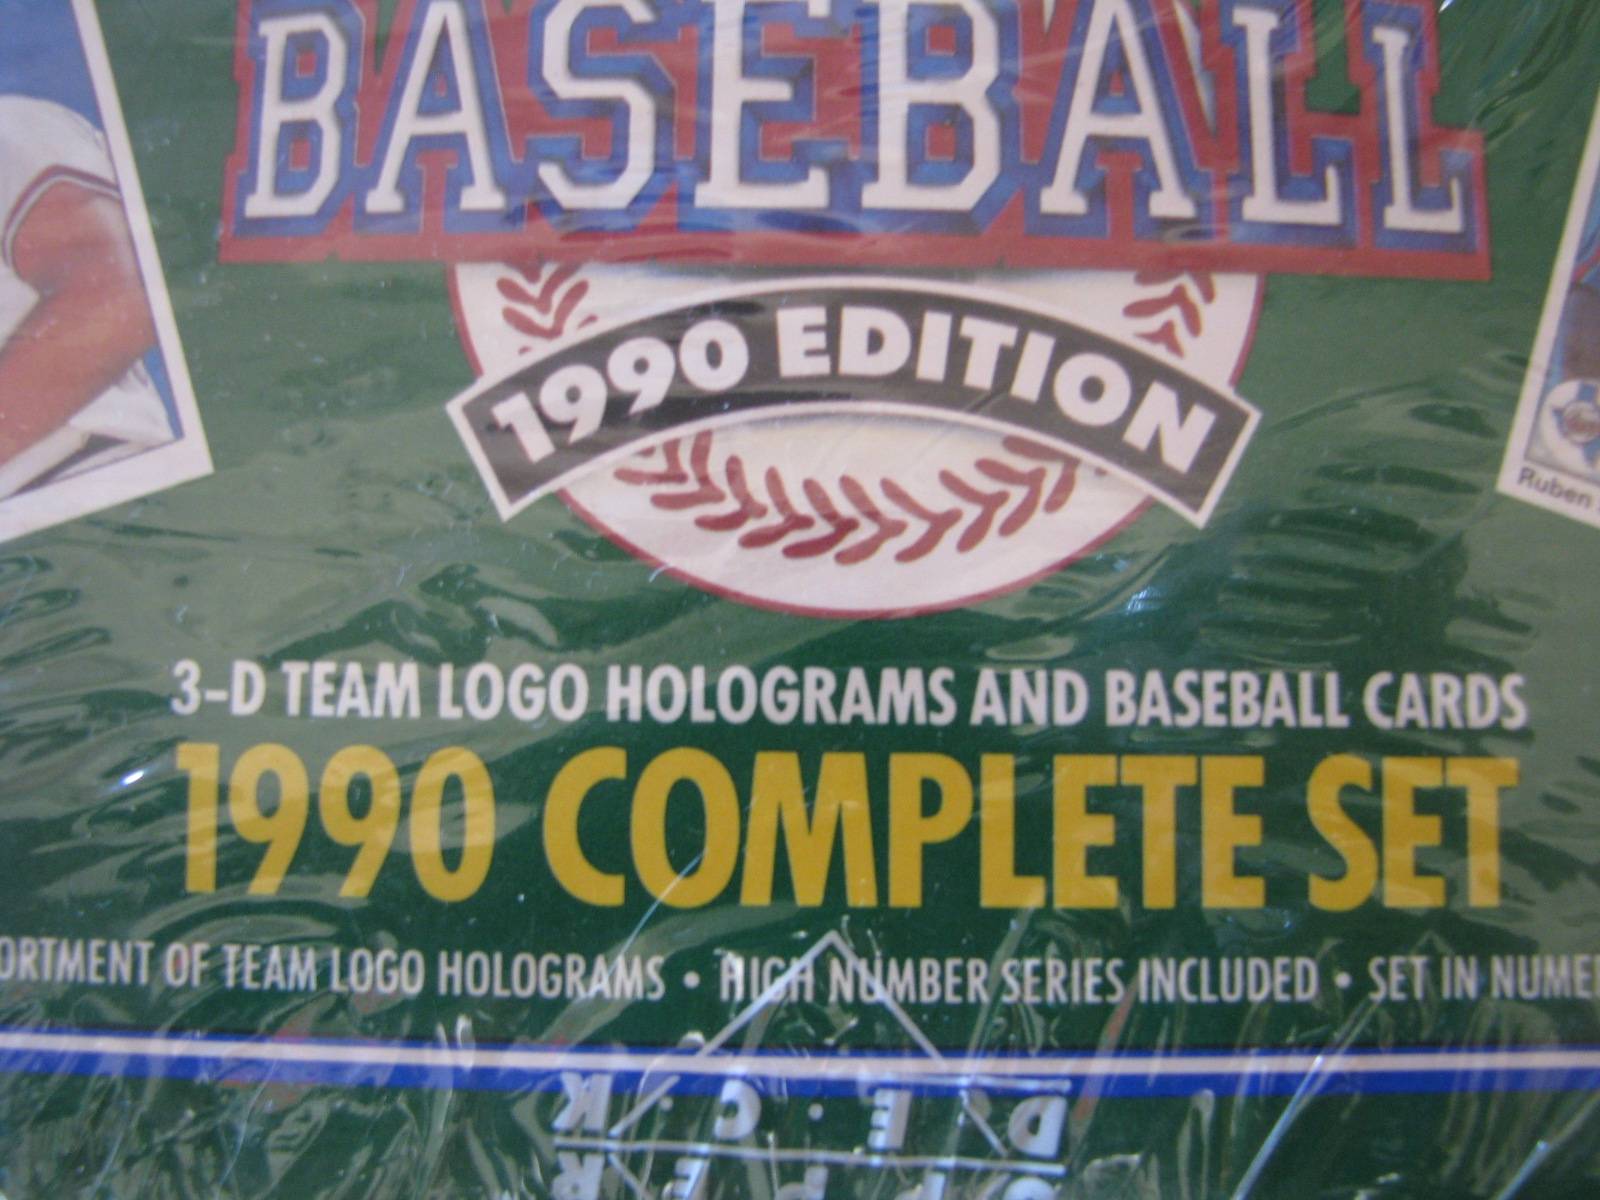 BASEBALL
1990 EDITION
Ruben
3-D TEAM LOGO HOLOGRAMS AND BASEBALL CARDS
1990 COMPLETE SET
ORTMENT OF TEAM LOGO HOLOGRAMS • HIGH NUMBER SERIES INCLUDED • SET IN NUME
UPPER
D·E·C·K